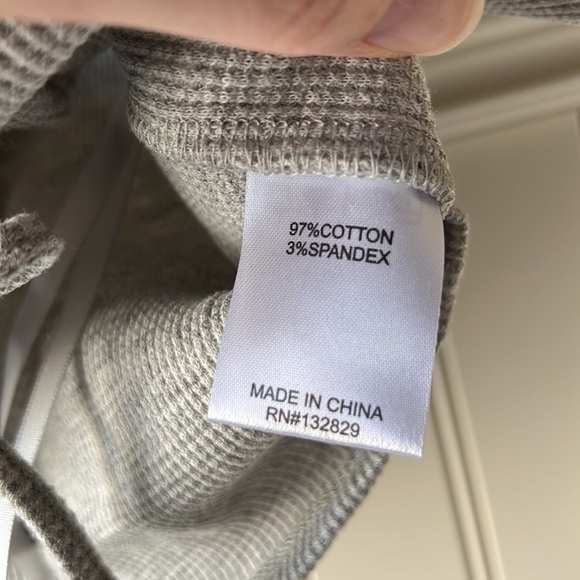 97%COTTON
3%SPANDEX
MADE IN CHINA
RN#132829